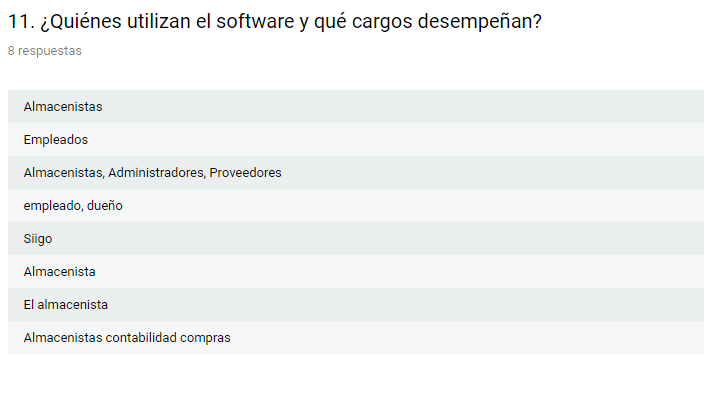 11. ¿Quiénes utilizan el software y qué cargos desempeñan?
8 respuestas
Almacenistas
Empleados
Almacenistas, Administradores, Proveedores
empleado, dueño
Siigo
Almacenista
El almacenista
Almacenistas contabilidad compras